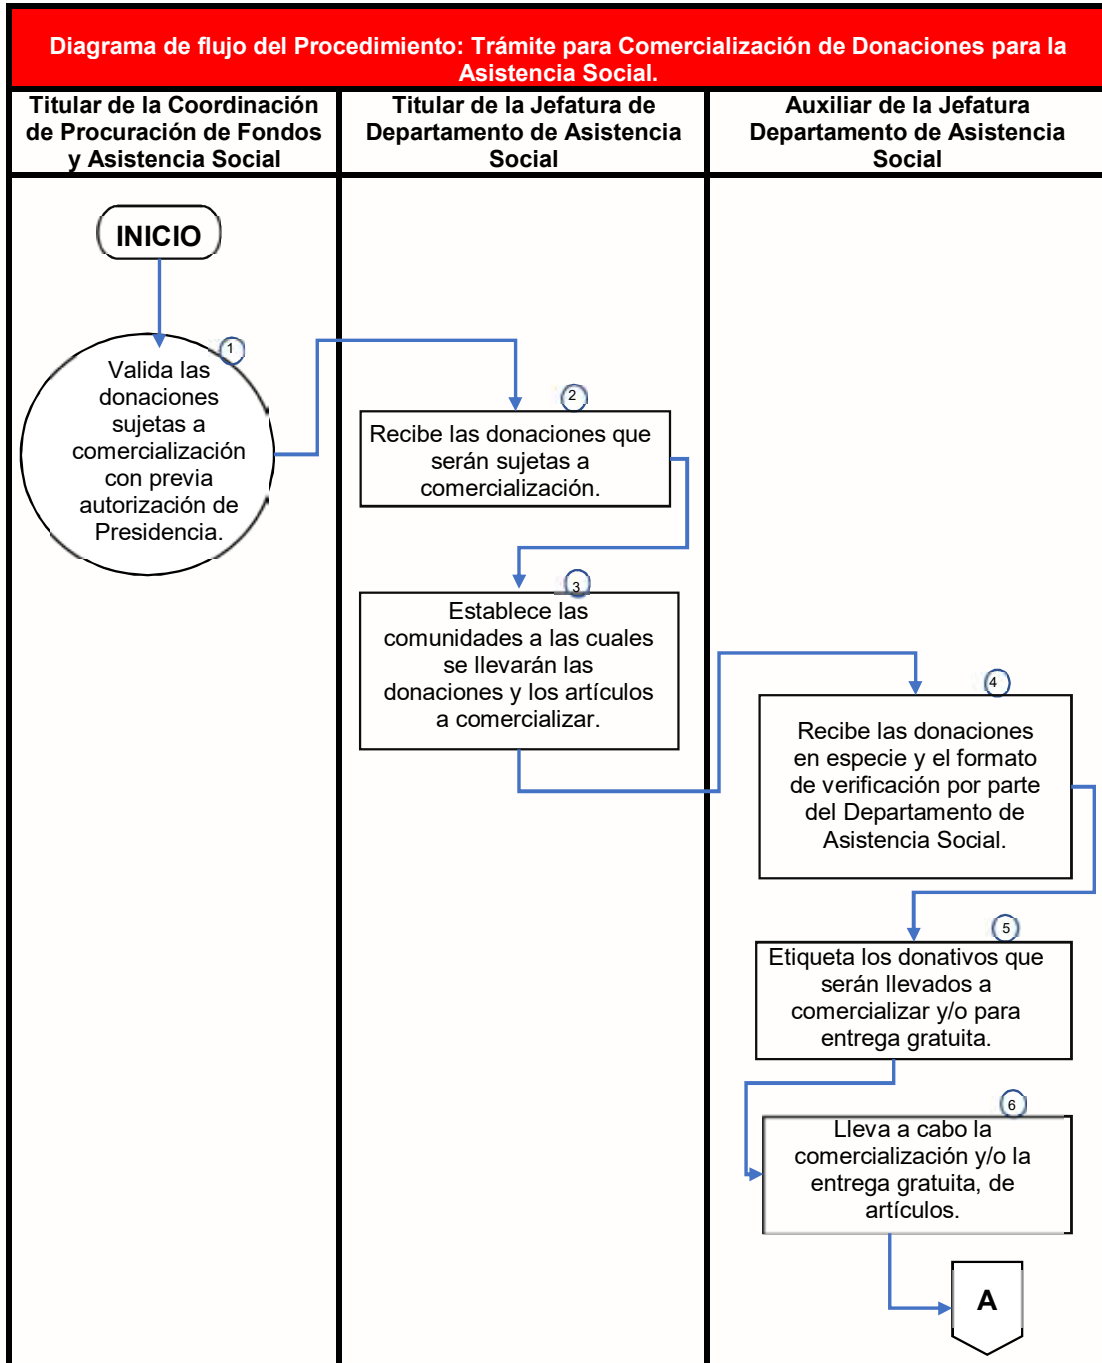 Diagrama de flujo del Procedimiento: Trámite para Comercialización de Donaciones para la
Asistencia Social.
Titular de la Coordinación
de Procuración de Fondos
y Asistencia Social
Titular de la Jefatura de
Departamento de Asistencia
Social
Auxiliar de la Jefatura
Departamento de Asistencia
Social
INICIO
1
Valida las
donaciones
sujetas a
comercialización
con previa
autorización de
Presidencia.
2
Recibe las donaciones que
serán sujetas a
comercialización.
3
Establece las
comunidades a las cuales
se llevarán las
donaciones y los artículos
a comercializar.
4
Recibe las donaciones
en especie y el formato
de verificación por parte
del Departamento de
Asistencia Social.
5
Etiqueta los donativos que
serán llevados a
comercializar y/o para
entrega gratuita.
6
Lleva a cabo la
comercialización y/o la
entrega gratuita, de
artículos.
A